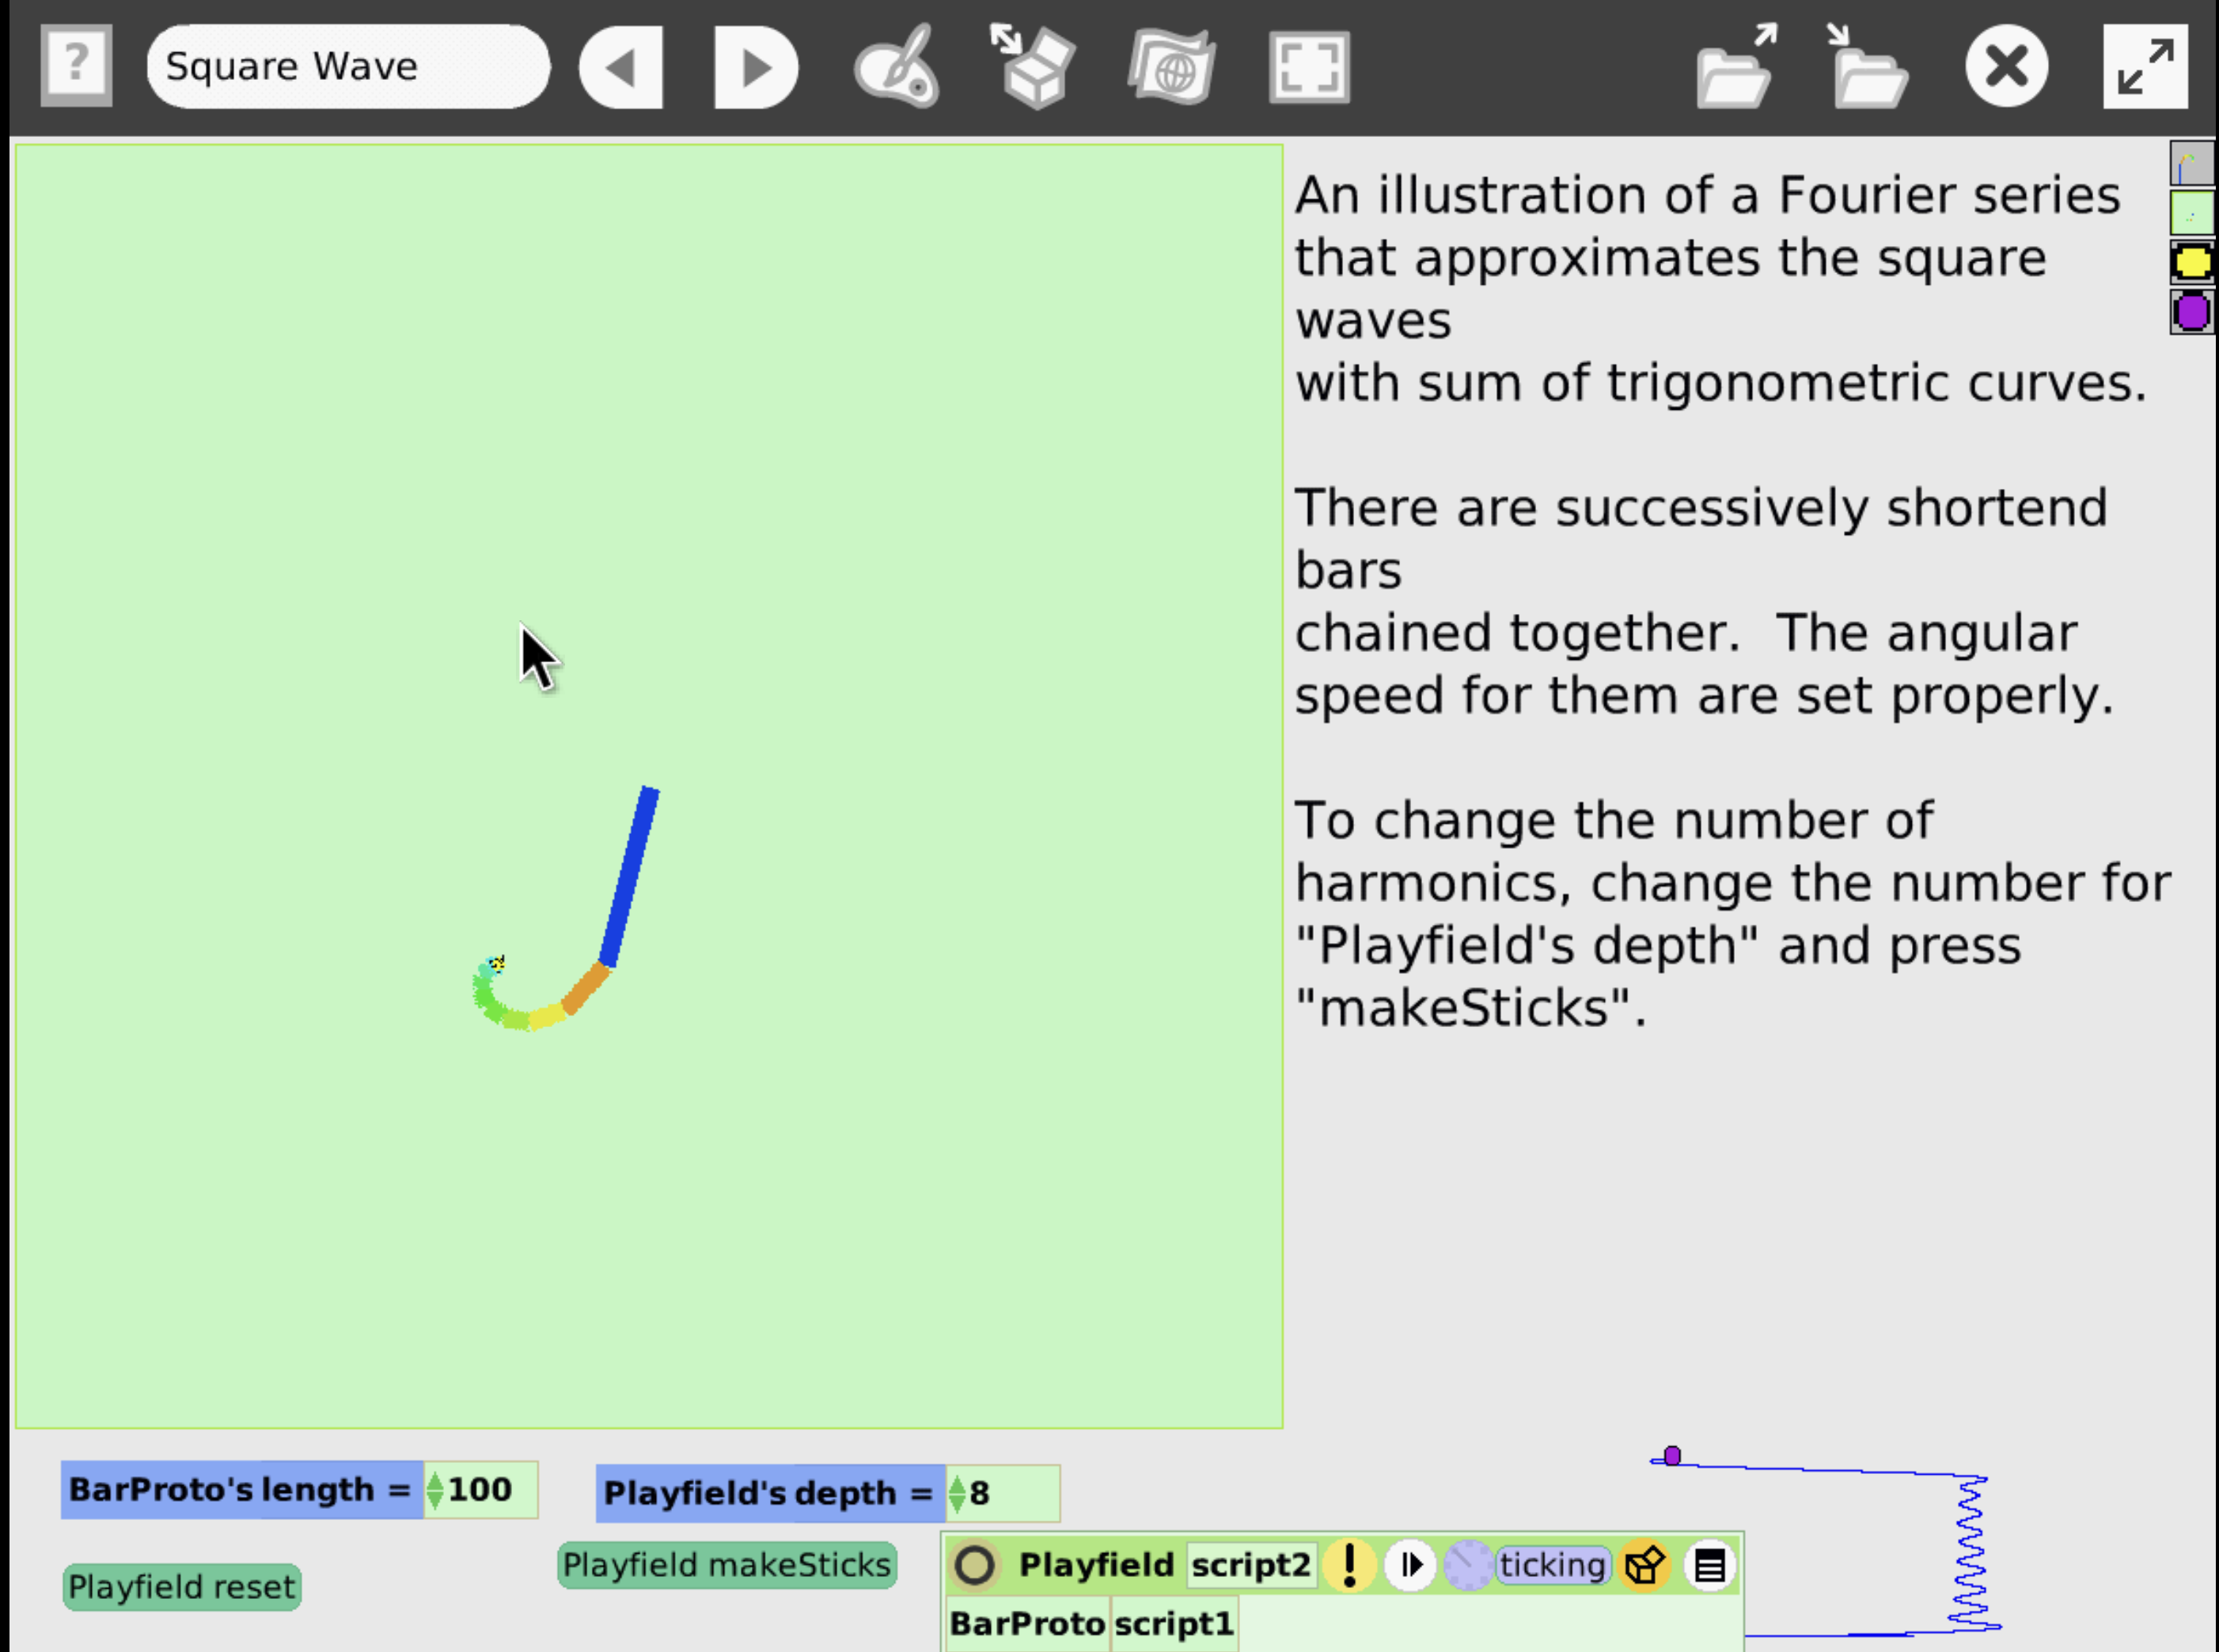 ?
Square Wave
An illustration of a Fourier series
that approximates the square
waves
with sum of trigonometric curves.
There are successively shortend
bars
chained together.  The angular
speed for them are set properly.
To change the number of
harmonics, change the number for
"Playfield's depth" and press
"makeSticks".
BarProto's length = 100
Playfield's depth = 8
Playfield reset
Playfield makeSticks
Playfield script2 ! ticking
BarProto script1